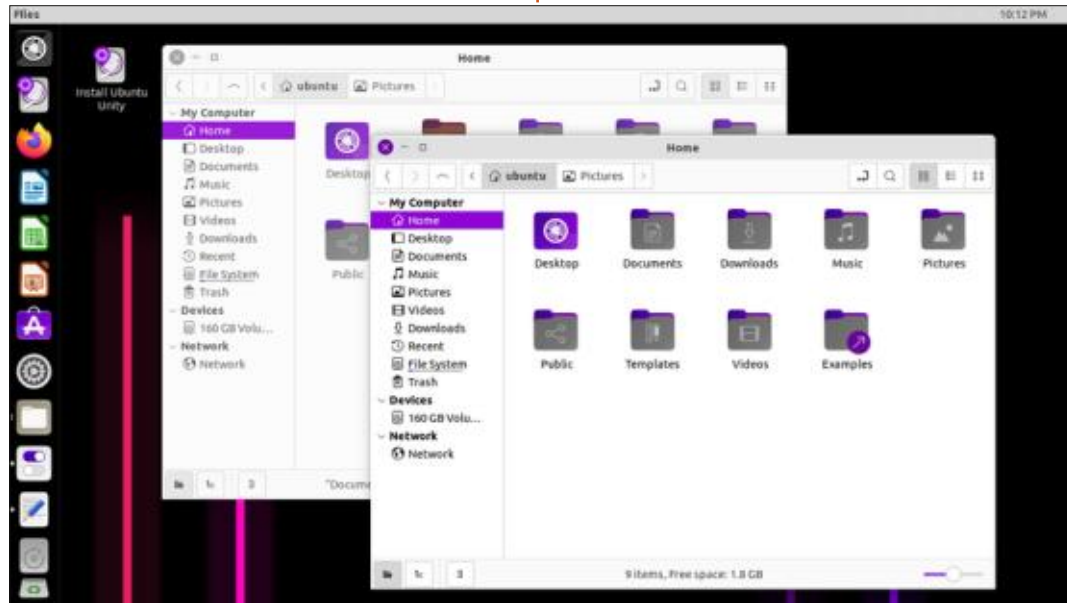 Files
10:12 PM
Install Ubuntu
Unity
Home
ubuntu
Pictures
My Computer
Home
Desktop
Documents
Music
Pictures
Videos
Downloads
Recent
File System
Trash
Devices
160 GB Volu...
Network
Network
Desktop
Public
"Docume
Home
ubuntu
Pictures
My Computer
Home
Desktop
Documents
Music
Pictures
Videos
Downloads
Recent
File System
Trash
Devices
160 GB Volu...
Network
Network
Desktop Documents Downloads Music Pictures
Public Templates Videos Examples
9 items, Free space: 1.8 GB